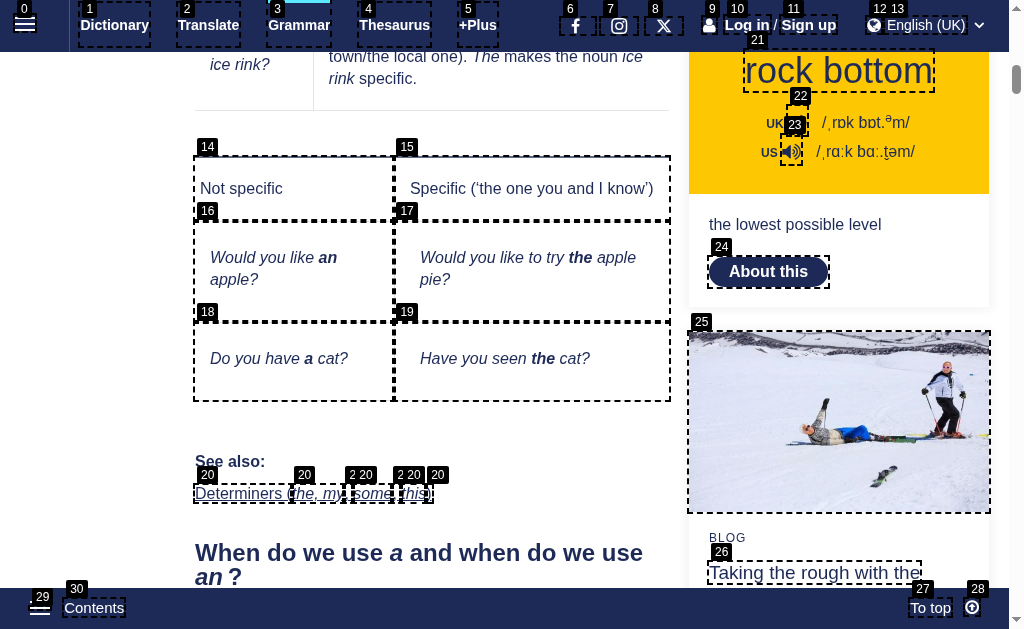 0 1 2 3 4 5 6 7 8 9 10 11 12 13
Dictionary Translate Grammar Thesaurus +Plus Log in / Sign up English (UK)
ice rink?
town/the local one). The makes the noun ice
rink specific.
14 15
Not specific Specific (‘the one you and I know’)
16 17
Would you like an
apple?
Would you like to try the apple
pie?
18 19
Do you have a cat? Have you seen the cat?
See also:
20 20 2 20 2 20 20
Determiners (the, my, some, this)
When do we use a and when do we use
an ?
21
rock bottom
22
UK /ˌrɒk bɒt.ᵊm/
23
US /ˌrɑːk bɑː.t̬əm/
the lowest possible level
24
About this
25
BLOG
26
Taking the rough with the
29 30 27 28
Contents To top